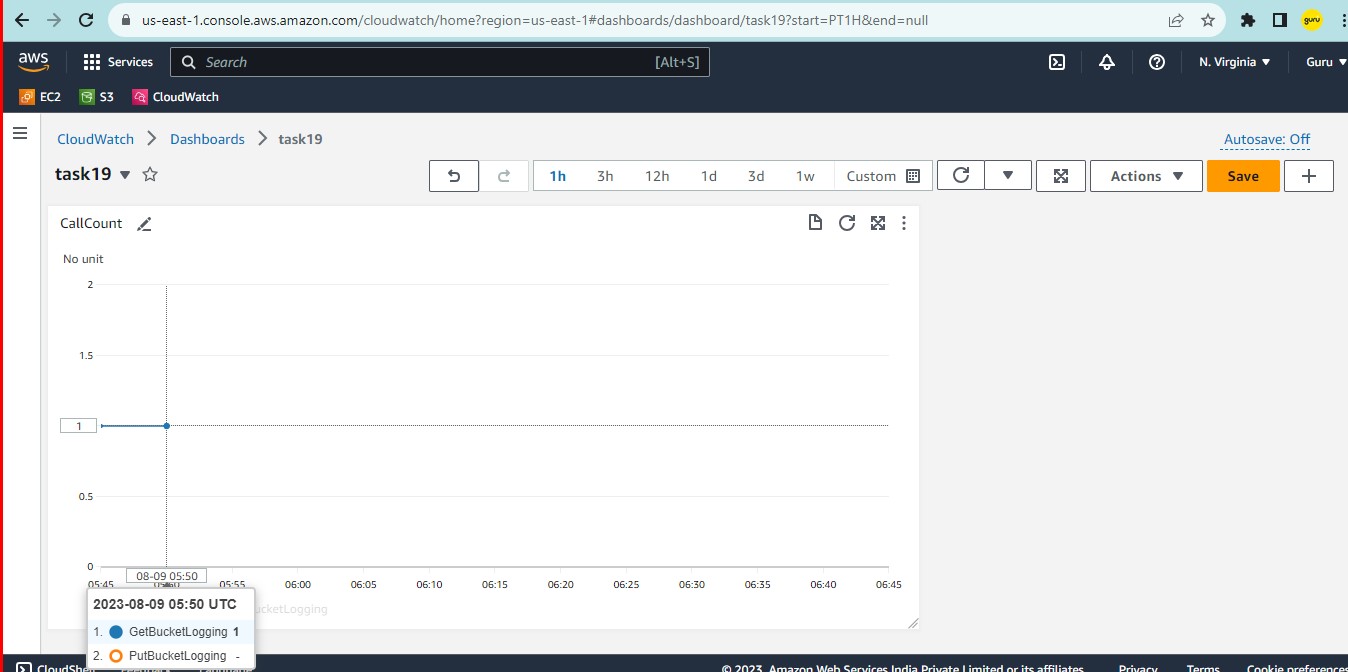 us-east-1.console.aws.amazon.com/cloudwatch/home?region=us-east-1#dashboards/dashboard/task19?start=PT1H&end=null
guru
aws
Services
Search
[Alt+S]
N. Virginia
Guru
EC2
S3
CloudWatch
CloudWatch
Dashboards
task19
Autosave: Off
task19
1h
3h
12h
1d
3d
1w
Custom
Actions
Save
CallCount
No unit
2
1.5
1
0.5
0
08-09 05:50
05:45
05:50
05:55
06:00
06:05
06:10
06:15
06:20
06:25
06:30
06:35
06:40
06:45
2023-08-09 05:50 UTC
ucketLogging
1. GetBucketLogging 1
2. PutBucketLogging -
CloudShell
Feedback
Language
© 2023, Amazon Web Services India Private Limited or its affiliates.
Privacy
Terms
Cookie preferences